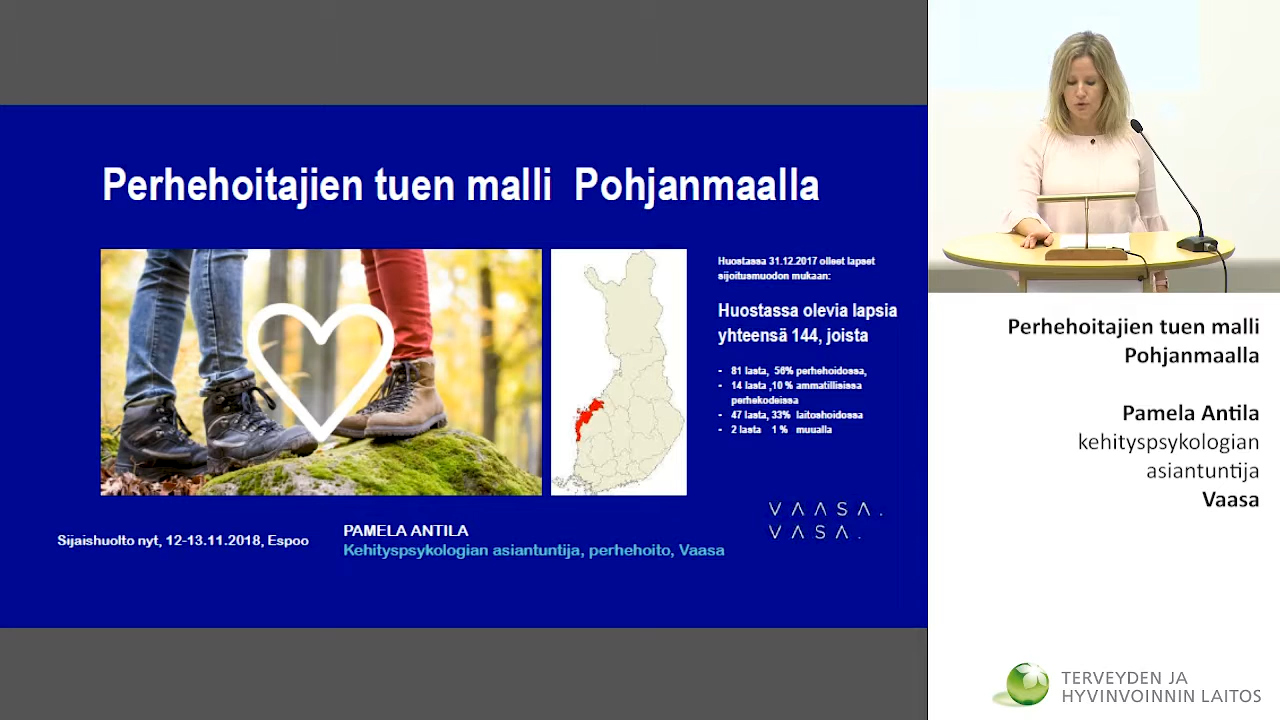 Perhehoitajien tuen malli Pohjanmaalla
Huostassa 31.12.2017 olleet lapset
sijoitusmuodon mukaan:
Huostassa olevia lapsia
yhteensä 144, joista
- 81 lasta, 56% perhehoidossa,
- 14 lasta ,10 % ammatillisissa
perhekodeissa
- 47 lasta, 33% laitoshoidossa
- 2 lasta 1 % muualla
VAASA.
VASA.
Sijaishuolto nyt, 12-13.11.2018, Espoo
PAMELA ANTILA
Kehityspsykologian asiantuntija, perhehoito, Vaasa
Perhehoitajien tuen malli
Pohjanmaalla
Pamela Antila
kehityspsykologian
asiantuntija
Vaasa
TERVEYDEN JA
HYVINVOINNIN LAITOS